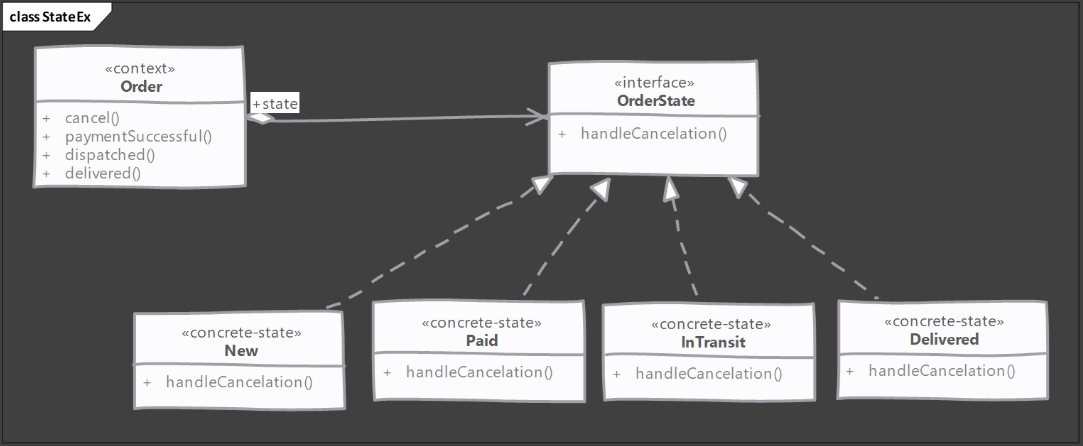 class StateEx
«context»
Order
+ cancel()
+ paymentSuccessful()
+ dispatched()
+ delivered()
+state
«interface»
OrderState
+ handleCancelation()
«concrete-state»
New
+ handleCancelation()
«concrete-state»
Paid
+ handleCancelation()
«concrete-state»
InTransit
+ handleCancelation()
«concrete-state»
Delivered
+ handleCancelation()